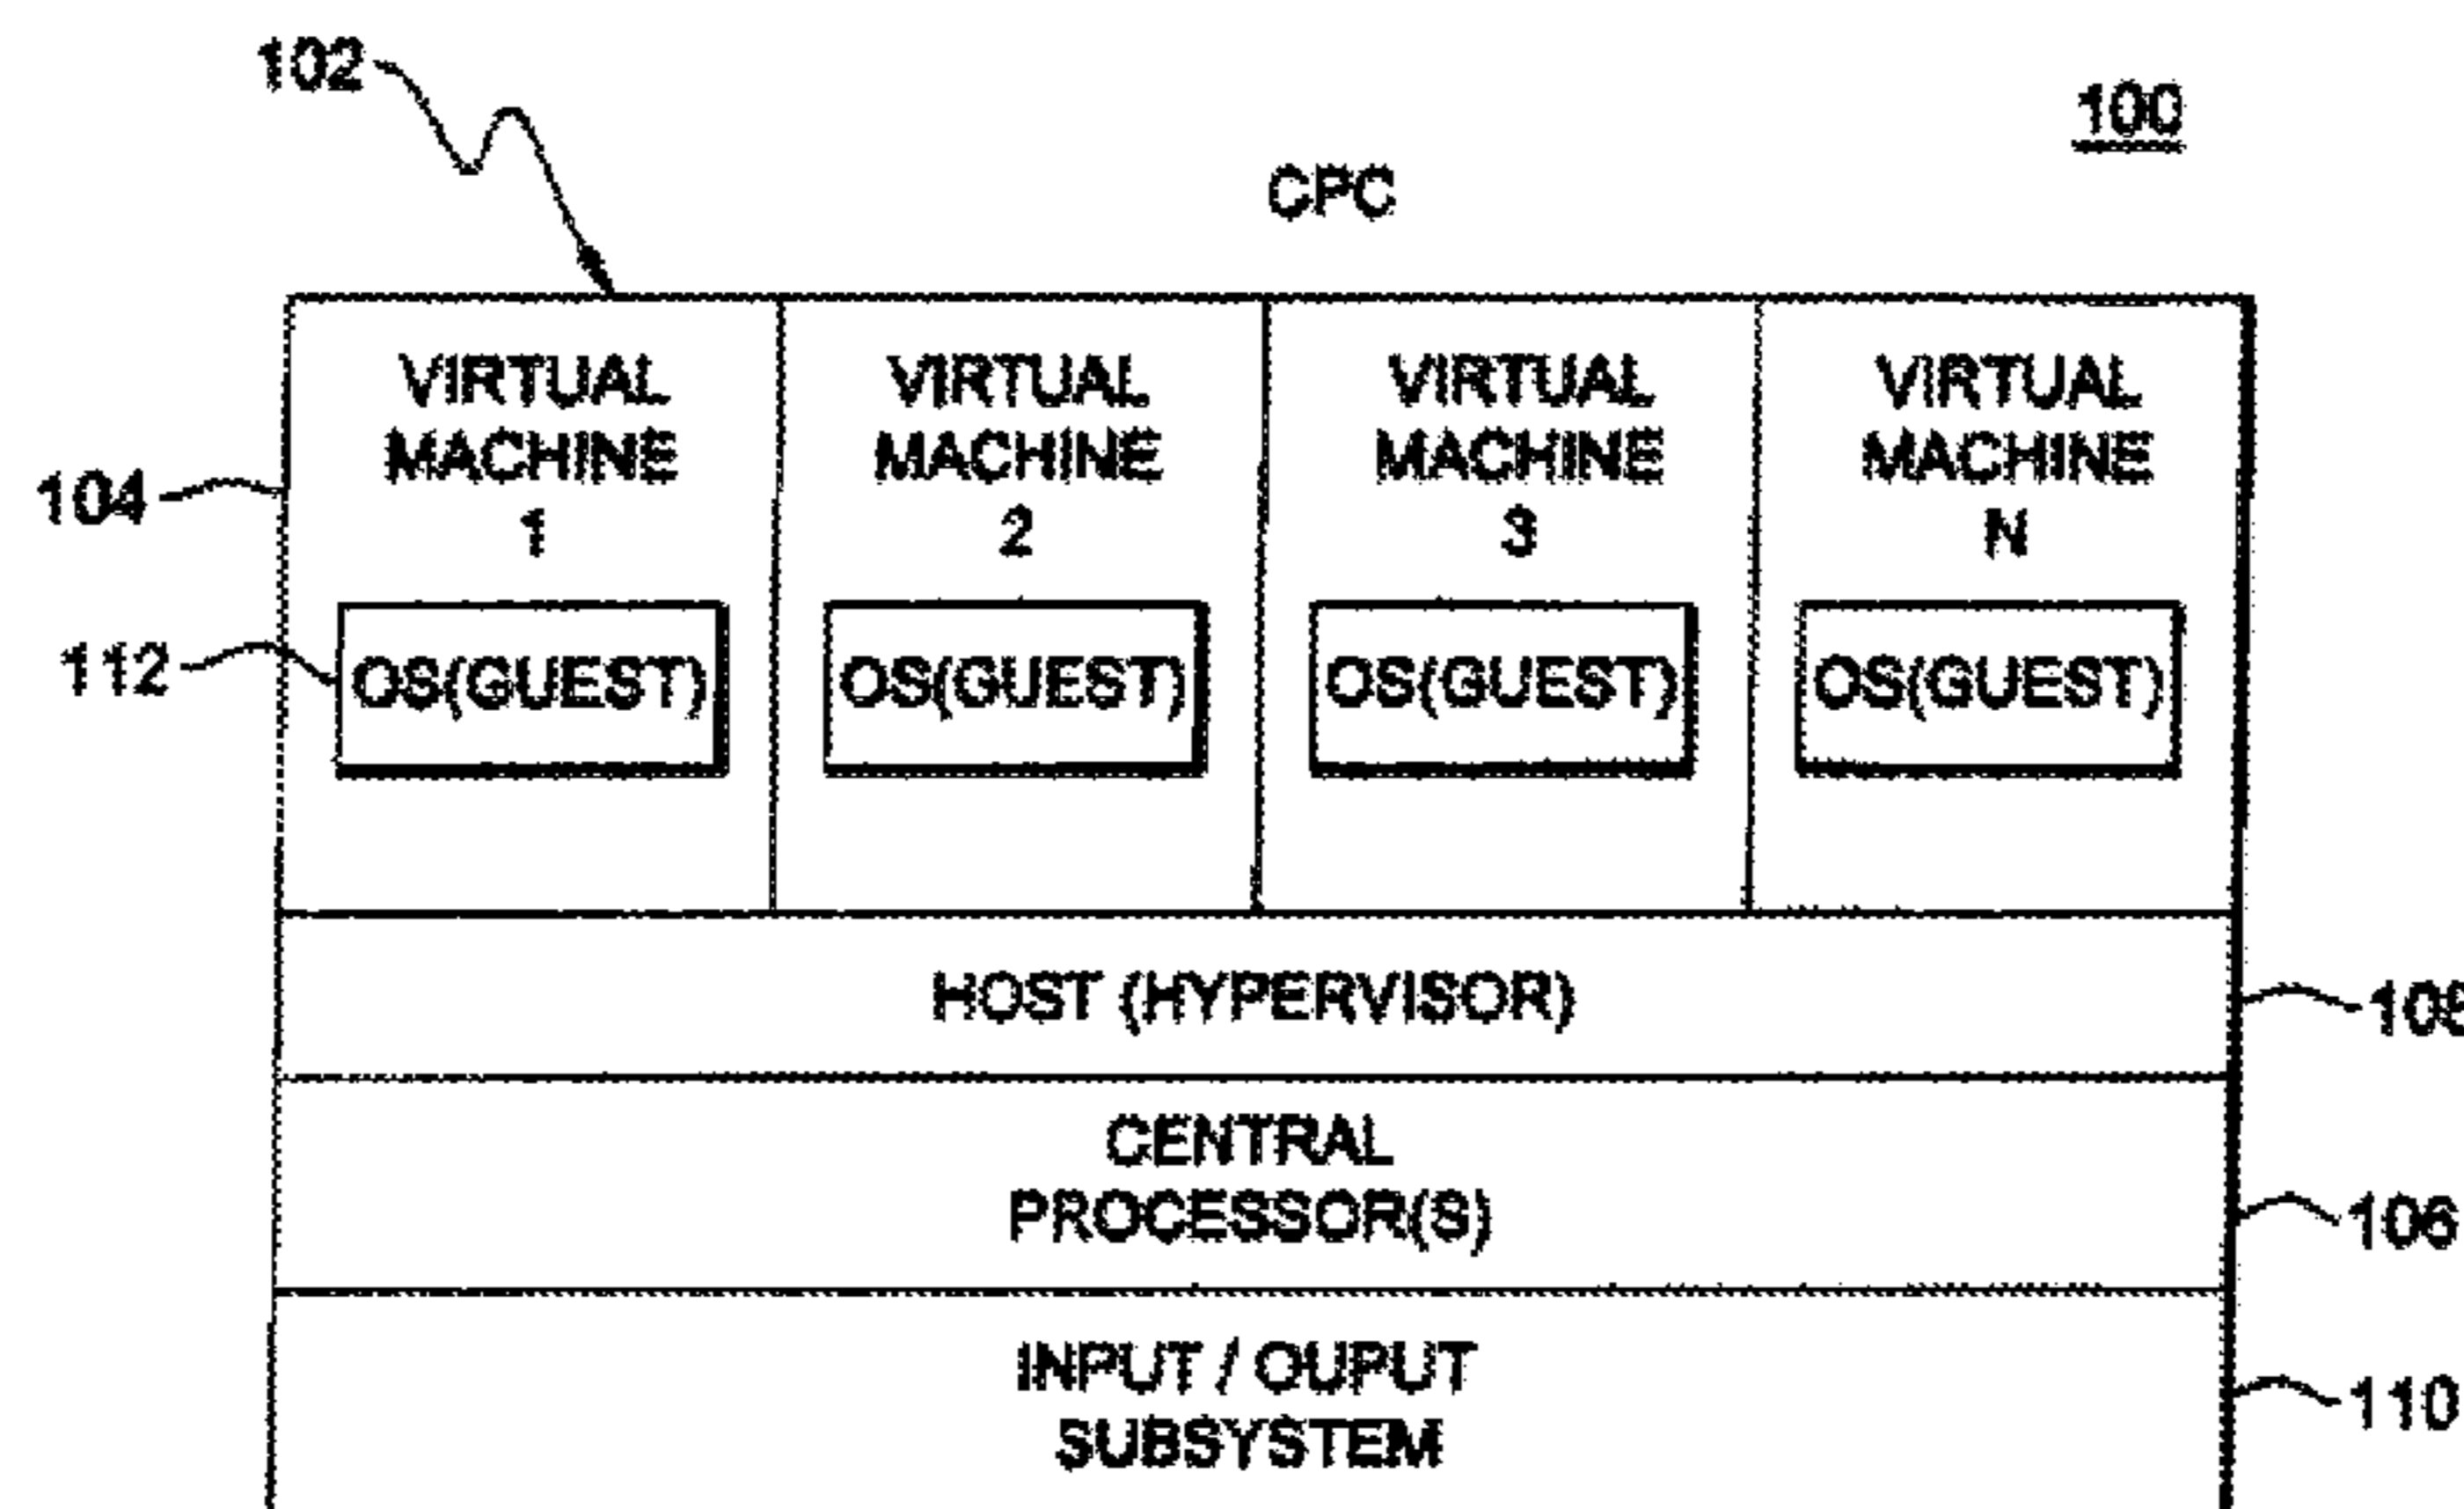 102
100
CPC
VIRTUAL MACHINE 1
VIRTUAL MACHINE 2
VIRTUAL MACHINE 3
VIRTUAL MACHINE N
104
112
OS(GUEST)
OS(GUEST)
OS(GUEST)
OS(GUEST)
HOST (HYPERVISOR)
CENTRAL
PROCESSOR(S)
106
INPUT / OUPUT
SUBSYSTEM
110